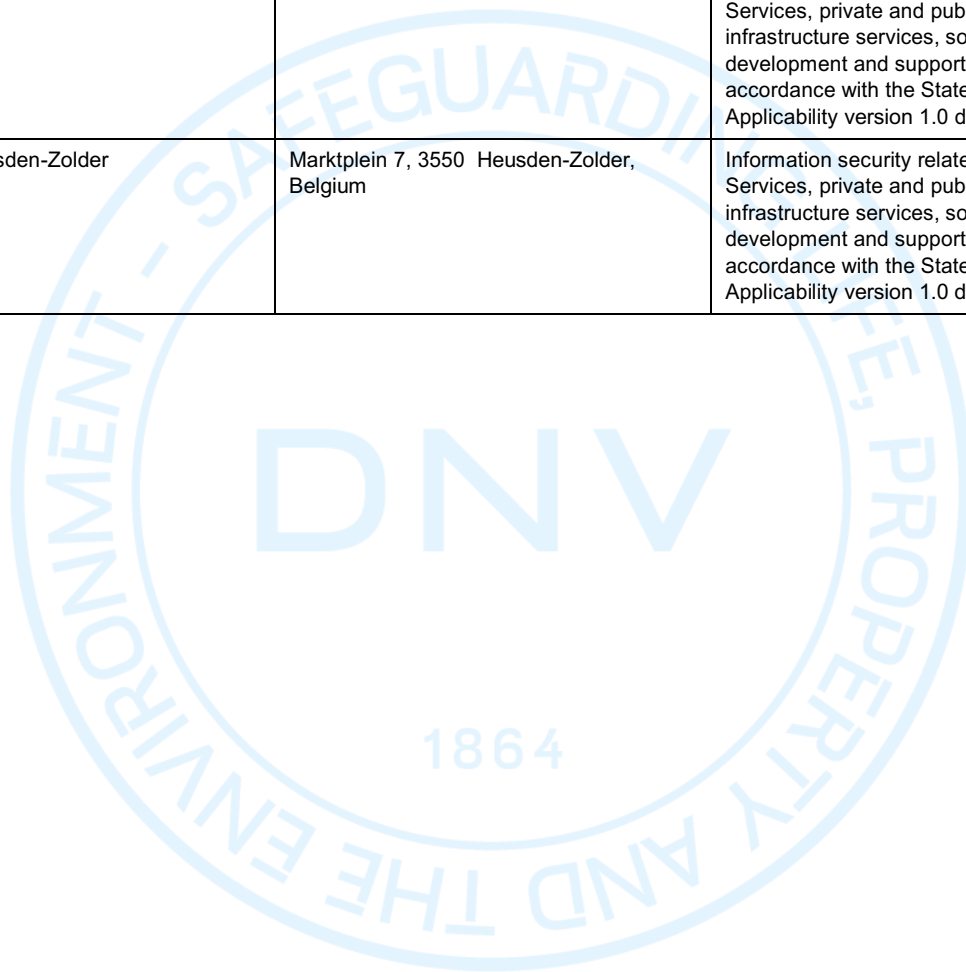 Services, private and pub
infrastructure services, so
development and support
accordance with the State
Applicability version 1.0 d
sden-Zolder
Marktplein 7, 3550 Heusden-Zolder,
Belgium
Information security relate
Services, private and pub
infrastructure services, so
development and support
accordance with the State
Applicability version 1.0 d
SAFEGUARDING LIFE, PROPERTY AND THE ENVIRONMENT -
DNV
1864